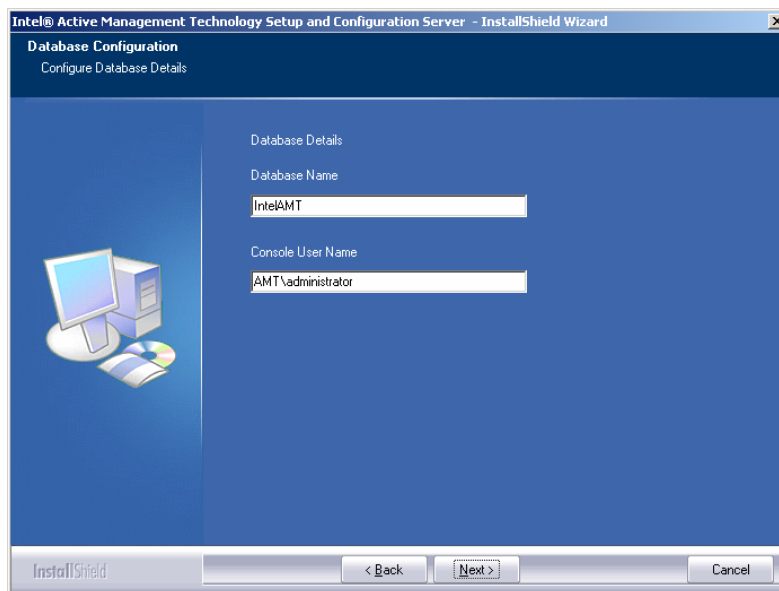 Intel® Active Management Technology Setup and Configuration Server - InstallShield Wizard
Database Configuration
Configure Database Details
Database Details
Database Name
IntelAMT
Console User Name
AMT\administrator
InstallShield
< Back
Next >
Cancel